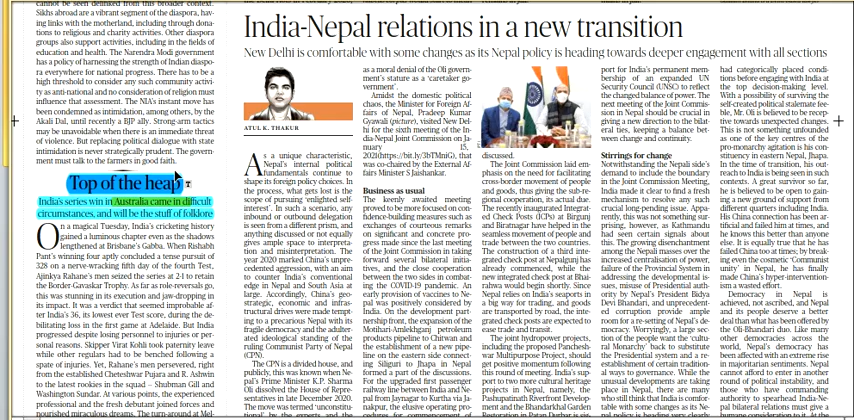 cannot be seen delinked from this broader context.
Sikhs abroad are a vibrant segment of the diaspora, hav-
ing links with the motherland, including through dona-
tions to religious and charity activities. Other diaspora
groups also support activities, including in the fields of
education and health. The Narendra Modi government
has a policy of harnessing the strength of Indian diaspo-
ra everywhere for national progress. There has to be a
high threshold to consider any such community activi-
ty as anti-national and no consideration of religion must
influence that assessment. The NIA's instant move has
been condemned as intimidation, among others, by the
Akali Dal, until recently a BJP ally. Strong arm tactics
may be unavoidable when there is an immediate threat
of violence. But replacing political dialogue with state
intimidation is never strategically prudent. The govern-
ment must talk to the farmers in good faith.
Top of the heap
India's series win in Australia came in difficult
circumstances, and will be the stuff of folklore
On a magical Tuesday, India's cricketing history
gained a luminous chapter even as the shadows
lengthened at Brisbane's Gabba. When Rishabh
Pant's winning four aptly concluded a tense pursuit of
328 on a nerve-wracking fifth day of the fourth Test,
Ajinkya Rahane's men seized the series at 2-1 to retain
the Border-Gavaskar Trophy. As far as role-reversals go,
this was stunning in its execution and jaw-dropping in
its impact. It was a verdict that seemed improbable af-
ter India's 36, its lowest ever Test score, during the de-
bilitating loss in the first game at Adelaide. But India
progressed despite losing personnel to injuries or per-
sonal reasons. Skipper Virat Kohli took paternity leave
while other regulars had to be benched following a
spate of injuries. Yet, Rahane's men persevered, right
from the established Cheteshwar Pujara and R. Ashwin
to the latest rookies in the squad – Shubman Gill and
Washington Sundar. At various points, the experienced
professional and the fresh debutant joined forces and
nourished miraculous dreams. The turn-around at Mel-
India-Nepal relations in a new transition
New Delhi is comfortable with some changes as its Nepal policy is heading towards deeper engagement with all sections
ATUL K. THAKUR
As a unique characteristic,
Nepal's internal political
fundamentals continue to
shape its foreign policy choices. In
the process, what gets lost is the
scope of pursuing 'enlightened self-
interest'. In such a scenario, any
inbound or outbound delegation
is seen from a different prism, and
anything discussed or not equally
gives ample space to interpreta-
tion and misinterpretation. The
year 2020 marked China's unpre-
cedented aggression, with an aim
to counter India's conventional
edge in Nepal and South Asia at
large. Accordingly, China's geo-
strategic, economic and infras-
tructural drives were made tempt-
ing to a precarious Nepal with its
fragile democracy and the adulter-
ated ideological standing of the
ruling Communist Party of Nepal
(CPN).
The CPN is a divided house, and
publicly, this was known when Ne-
pal's Prime Minister K.P. Sharma
Oli dissolved the House of Repre-
sentatives in late December 2020.
The move was termed 'unconstitu-
as a moral denial of the Oli govern-
ment's stature as a 'caretaker go-
vernment'.
Amidst the domestic political
chaos, the Minister for Foreign Af-
fairs of Nepal, Pradeep Kumar
Gyawali (picture), visited New Del-
hi for the sixth meeting of the In-
dia-Nepal Joint Commission on Ja-
nuary 15,
that was co-chaired by the External Af-
fairs Minister S Jaishankar.
Business as usual
The keenly awaited meeting
proved to be more focused on con-
fidence-building measures such as
exchanges of courteous remarks
on significant and concrete pro-
gress made since the last meeting
of the Joint Commission in taking
forward several bilateral initia-
tives, and the close cooperation
between the two sides in combat-
ing the COVID-19 pandemic. An
early provision of vaccines to Ne-
pal was positively considered by
India. On the development part-
nership front, the expansion of the
Motihari-Amlekhganj petroleum
products pipeline to Chitwan and
the establishment of a new pipe-
line on the eastern side connect-
ing Siliguri to Jhapa in Nepal
formed a part of the discussions.
For the upgraded first passenger
railway line between India and Ne-
pal from Jaynagar to Kurtha via Ja-
nakpur, the elusive operating pro-
discussed.
The Joint Commission laid em-
phasis on the need for facilitating
cross-border movement of people
and goods, thus giving the sub-re-
gional cooperation, its actual due.
The recently inaugurated Integrat-
ed Check Posts (ICPs) at Birgunj
and Biratnagar have helped in the
seamless movement of people and
trade between the two countries.
The construction of a third inte-
grated check post at Nepalgunj has
already commenced, while the
new integrated check post at Bhai-
rahwa would begin shortly. Since
Nepal relies on India's seaports in
a big way for trading, and goods
are transported by road, the inte-
grated check posts are expected to
ease trade and transit.
The joint hydropower projects,
including the proposed Panchesh-
war Multipurpose Project, should
get positive momentum following
this round of meeting. India's sup-
port to two more cultural heritage
projects in Nepal, namely, the
Pashupatinath Riverfront Develop-
ment and the Bhandarkhal Garden
port for India's permanent mem-
bership of an expanded UN
Security Council (UNSC) to reflect
the changed balance of power. The
next meeting of the Joint Commis-
sion in Nepal should be crucial in
giving a new direction to the bilat-
eral ties, keeping a balance bet-
ween change and continuity.
Stirrings for change
Notwithstanding the Nepali side's
demand to include the boundary
in the Joint Commission Meeting,
India made it clear to find a fresh
mechanism to resolve any such
crucial long-pending issue. Appa-
rently, this was not something sur-
prising, however, as Kathmandu
had seen certain signals about
this. The growing disenchantment
among the Nepali masses over the
increased centralisation of power,
failure of the Provincial System in
addressing the developmental is-
sues, misuse of Presidential autho-
rity by Nepal's President Bidya
Devi Bhandari, and unprecedent-
ed corruption provide ample
room for a re-setting of Nepal's de-
mocracy. Worryingly, a large sec-
tion of the people want the 'cultu-
ral Monarchy' back to substitute
the Presidential system and a re-
establishment of certain tradition-
al ways to governance. While the
unusual developments are taking
place in Nepal, there are many
who still think that India is comfor-
table with some changes as its Ne-
had categorically placed condi-
tions before engaging with India at
the top decision-making level.
With a possibility of surviving the
self-created political stalemate fee-
ble, Mr. Oli is believed to be recep-
tive towards unexpected changes.
This is not something unfounded
as one of the key centres of the
pro-monarchy agitation is his con-
stituency in eastern Nepal, Jhapa.
In the time of transition, his out-
reach to India is being seen in such
contexts. A great survivor so far,
he is believed to be open to gain-
ing a new ground of support from
different quarters including India.
His China connection has been ar-
tificial and failed him at times, and
he knows this better than anyone
else. It is equally true that he has
failed China too at times; by break-
ing even the cosmetic 'Communist
unity' in Nepal, he has finally
made China's hyper-intervention-
ism a wasted effort.
Democracy in Nepal is
achieved, not ascribed, and Nepal
and its people deserve a better
deal than what has been offered by
the Oli-Bhandari duo. Like many
other democracies across the
world, Nepal's democracy has
been affected with an extreme rise
in majoritarian sentiments. Nepal
cannot afford to enter in another
round of political instability, and
those who have commanding
authority to spearhead India-Ne-
pal bilateral relations must give a